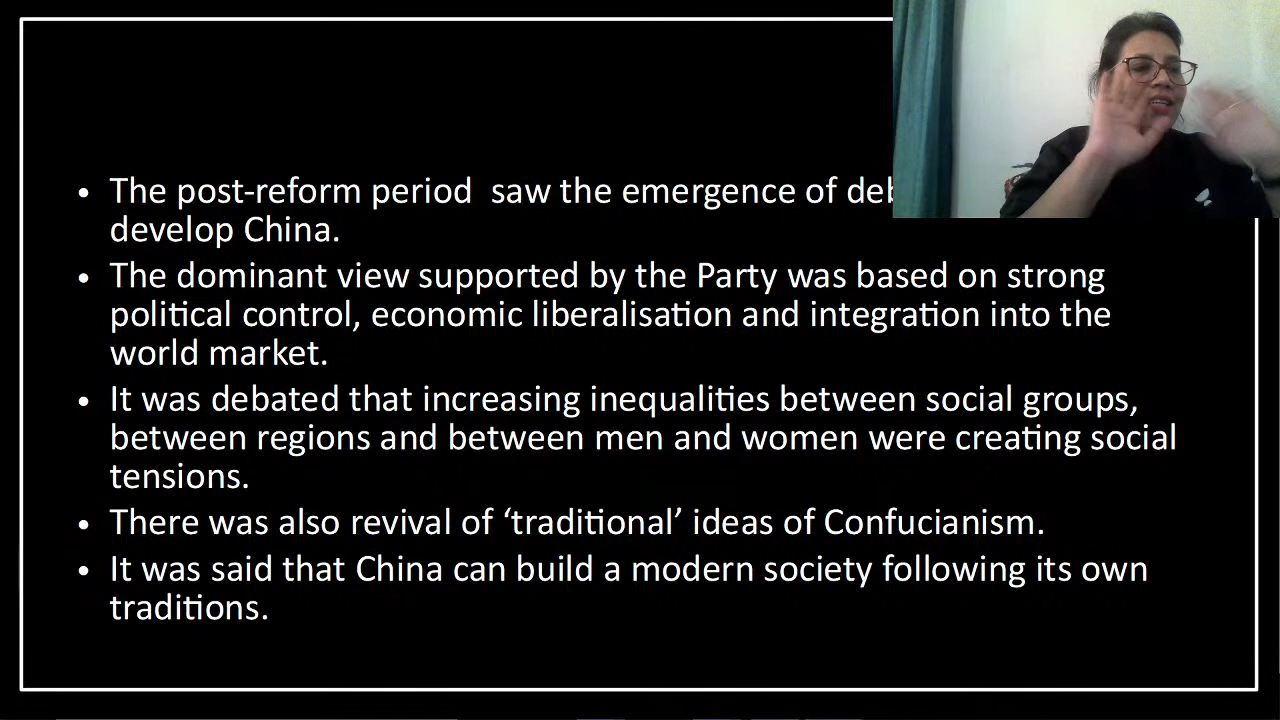 • The post-reform period saw the emergence of
develop China.
• The dominant view supported by the Party was based on strong
political control, economic liberalisation and integration into the
world market.
• It was debated that increasing inequalities between social groups,
between regions and between men and women were creating social
tensions.
• There was also revival of ‘traditional’ ideas of Confucianism.
• It was said that China can build a modern society following its own
traditions.